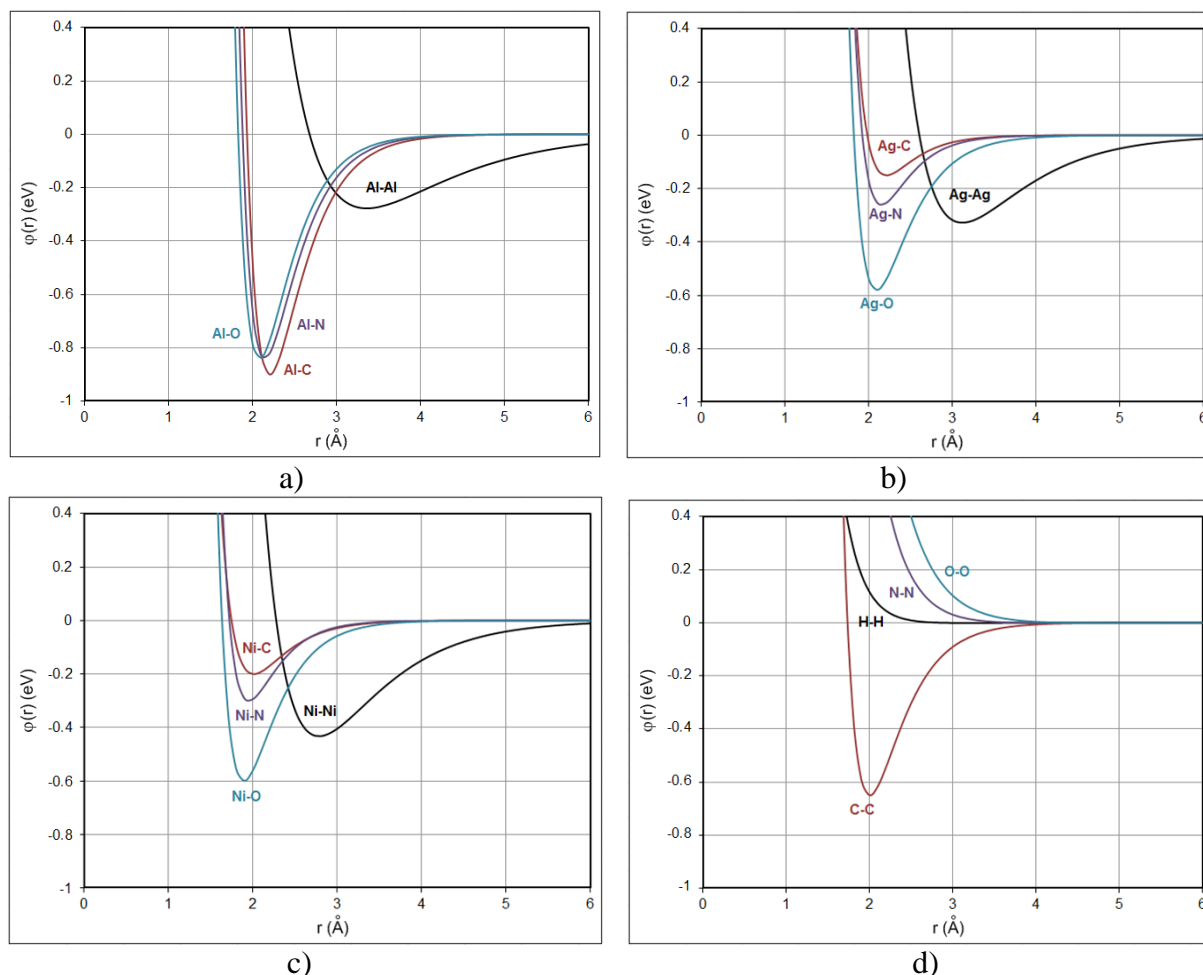 0.4
0.2
0
-0.2
-0.4
-0.6
-0.8
-1
φ(r) (eV)
Al-Al
Al-O
Al-N
Al-C
0 1 2 3 4 5 6
r (Å)
a)
0.4
0.2
0
-0.2
-0.4
-0.6
-0.8
-1
φ(r) (eV)
Ag-C
Ag-N
Ag-Ag
Ag-O
0 1 2 3 4 5 6
r (Å)
b)
0.4
0.2
0
-0.2
-0.4
-0.6
-0.8
-1
φ(r) (eV)
Ni-C
Ni-N
Ni-Ni
Ni-O
0 1 2 3 4 5 6
r (Å)
c)
0.4
0.2
0
-0.2
-0.4
-0.6
-0.8
-1
φ(r) (eV)
O-O
N-N
H-H
C-C
0 1 2 3 4 5 6
r (Å)
d)